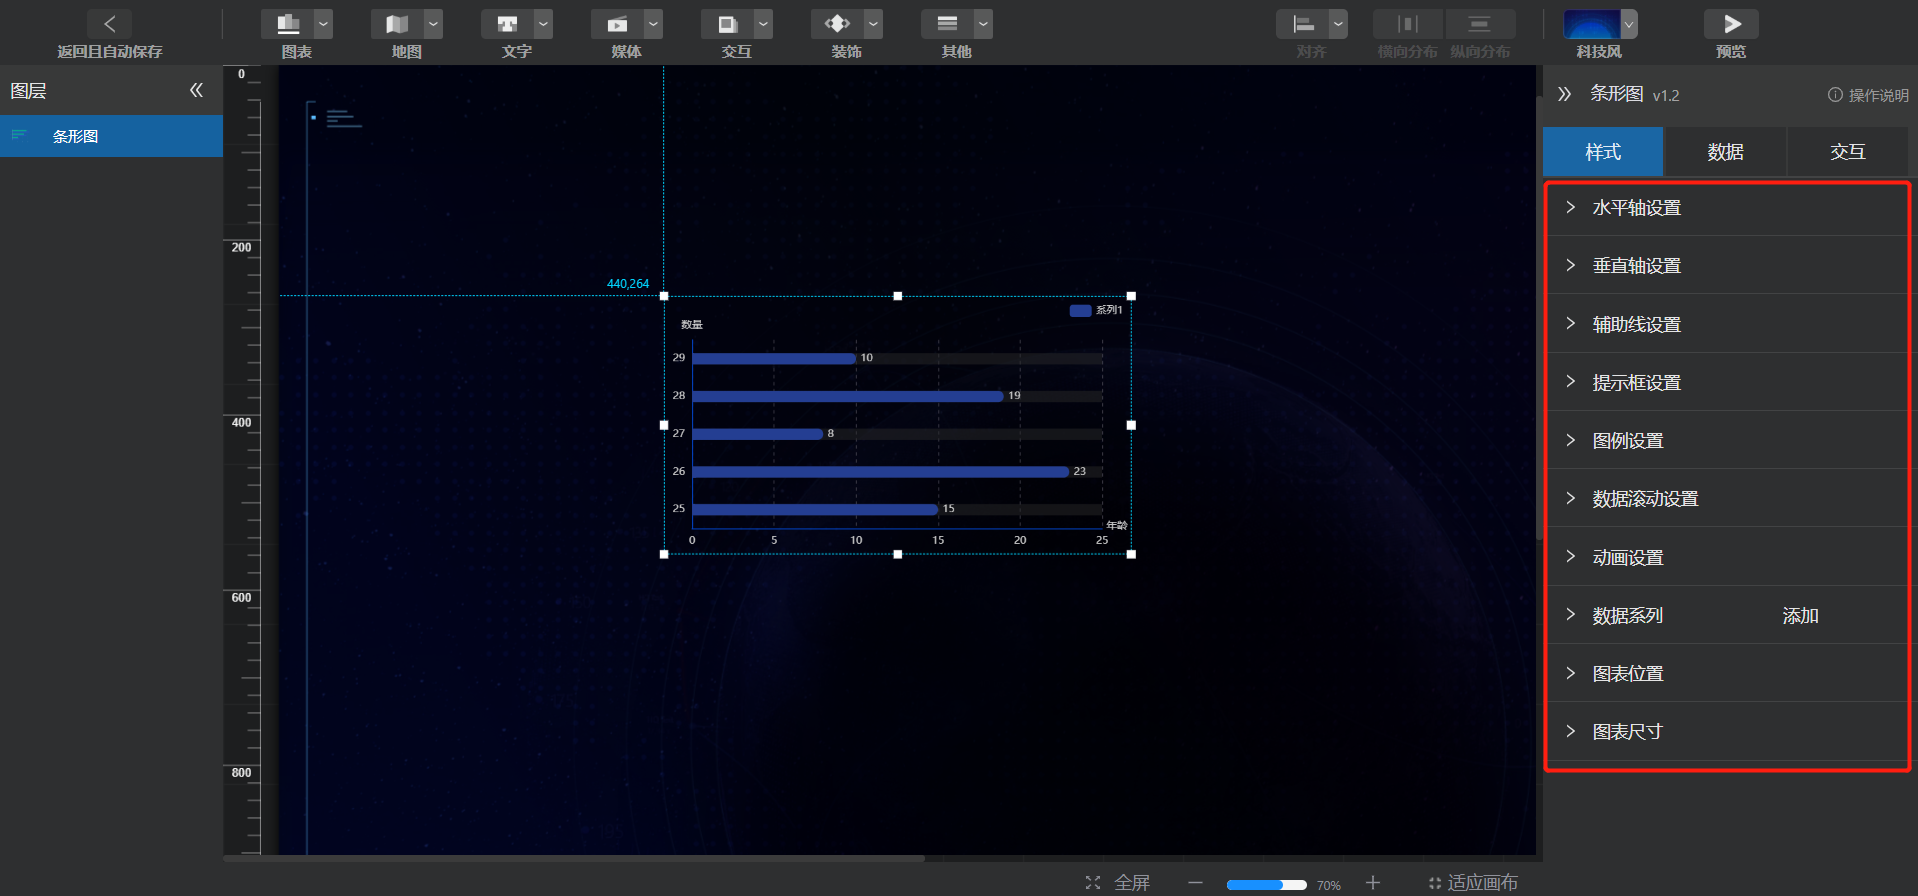 返回且自动保存
图表
地图
文字
媒体
交互
装饰
其他
对齐
横向分布
纵向分布
科技风
预览
图层
条形图
0
200
400
600
800
440,264
系列1
数量
29
10
28
19
27
8
26
23
25
15
年龄
0 5 10 15 20 25
条形图 v1.2
操作说明
样式
数据
交互
水平轴设置
垂直轴设置
辅助线设置
提示框设置
图例设置
数据滚动设置
动画设置
数据系列 添加
图表位置
图表尺寸
全屏
70%
适应画布